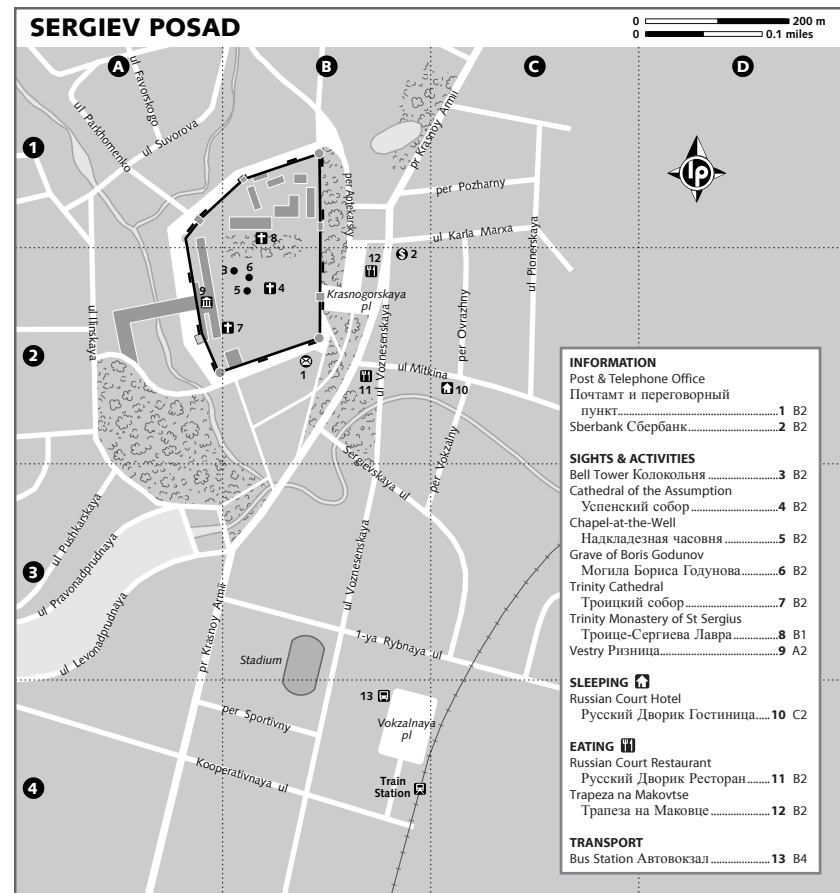 SERGIEV POSAD
0 200 m
0 0.1 miles
A
B
C
D
1
2
3
4
lp
ul Favorskogo
ul Parkhomenko
ul Suvorova
pr Krasnoy Armii
per Pozharny
per Aptekarsky
ul Karla Marxa
ul Pionerskaya
8
2
12
3
6
5
4
9
7
Krasnogorskaya
pl
ul Ilinskaya
per Ovrazhny
ul Voznesenskaya
ul Mitkina
1
11
10
Sergievskaya ul
per Vokzalny
ul Pushkarskaya
ul Pravonadprudnaya
ul Levonadprudnaya
pr Krasnoy Armii
ul Voznesenskaya
1-ya Rybnaya ul
Stadium
13
Vokzalnaya
pl
per Sportivny
Kooperativnaya ul
Train
Station
INFORMATION
Post & Telephone Office
Почтамт и переговорный
пункт 1 B2
Sberbank Сбербанк 2 B2
SIGHTS & ACTIVITIES
Bell Tower Колокольня 3 B2
Cathedral of the Assumption
Успенский собор 4 B2
Chapel-at-the-Well
Надкладезная часовня 5 B2
Grave of Boris Godunov
Могила Бориса Годунова 6 B2
Trinity Cathedral
Троицкий собор 7 B2
Trinity Monastery of St Sergius
Троице-Сергиева Лавра 8 B1
Vestry Ризница 9 A2
SLEEPING
Russian Court Hotel
Русский Дворик Гостиница 10 C2
EATING
Russian Court Restaurant
Русский Дворик Ресторан 11 B2
Trapeza na Makovtse
Трапеза на Маковце 12 B2
TRANSPORT
Bus Station Автовокзал 13 B4